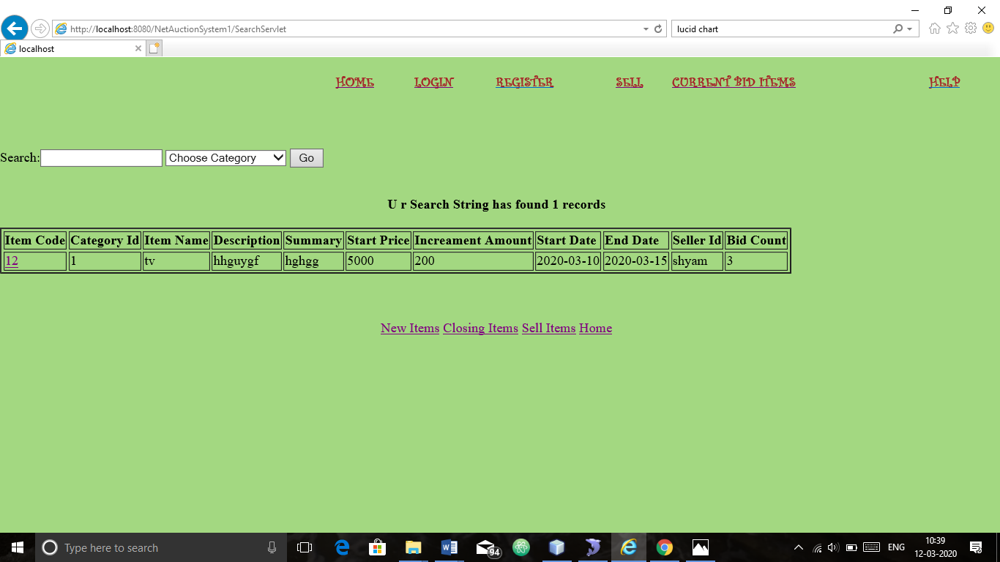 http://localhost:8080/NetAuctionSystem1/SearchServlet lucid chart
localhost
HOME LOGIN REGISTER SELL CURRENT BID ITEMS HELP
Search: Choose Category Go
U r Search String has found 1 records
Item Code Category Id Item Name Description Summary Start Price Increament Amount Start Date End Date Seller Id Bid Count
12 1 tv hhguygf hghgg 5000 200 2020-03-10 2020-03-15 shyam 3
New Items Closing Items Sell Items Home
Type here to search 94 ENG 10:39
12-03-2020